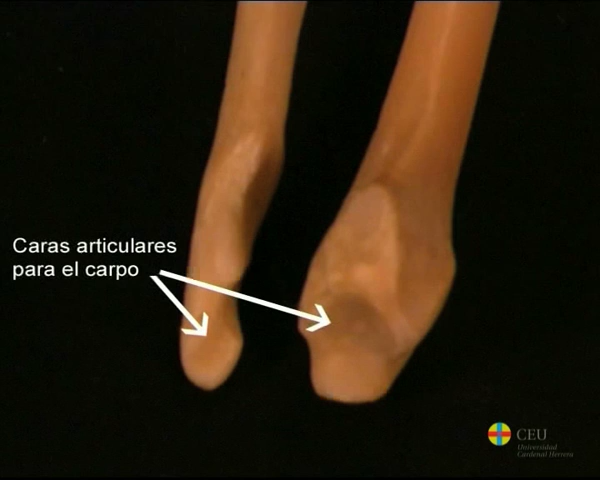 Caras articulares
para el carpo
CEU
Universidad
Cardenal Herrera